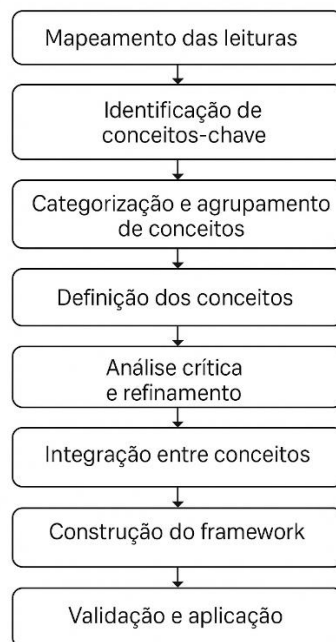 Mapeamento das leituras
Identificação de
conceitos-chave
Categorização e agrupamento
de conceitos
Definição dos conceitos
Análise crítica
e refinamento
Integração entre conceitos
Construção do framework
Validação e aplicação